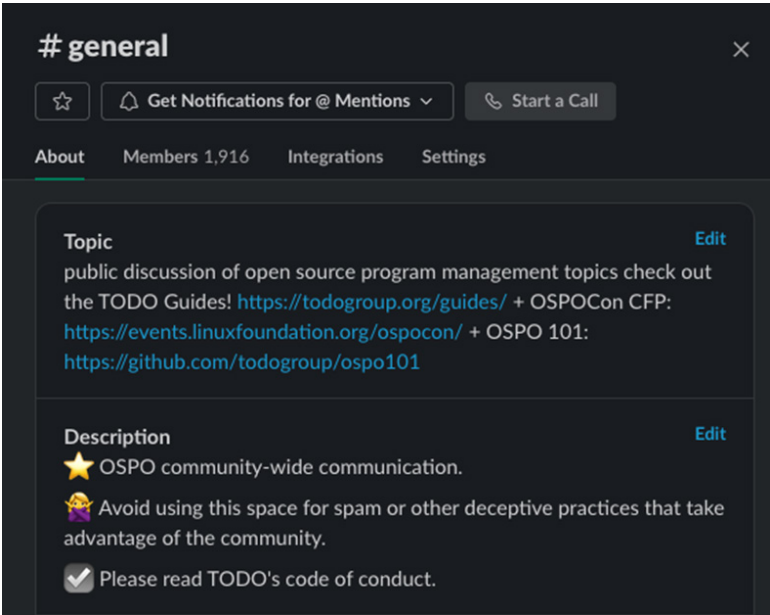 # general
Get Notifications for @ Mentions
Start a Call
About Members 1,916 Integrations Settings
Topic Edit
public discussion of open source program management topics check out
the TODO Guides! https://todogroup.org/guides/ + OSPOCon CFP:
https://events.linuxfoundation.org/ospocon/ + OSPO 101:
https://github.com/todogroup/ospo101
Description Edit
⭐ OSPO community-wide communication.
🙅‍♀️ Avoid using this space for spam or other deceptive practices that take
advantage of the community.
☑️ Please read TODO's code of conduct.